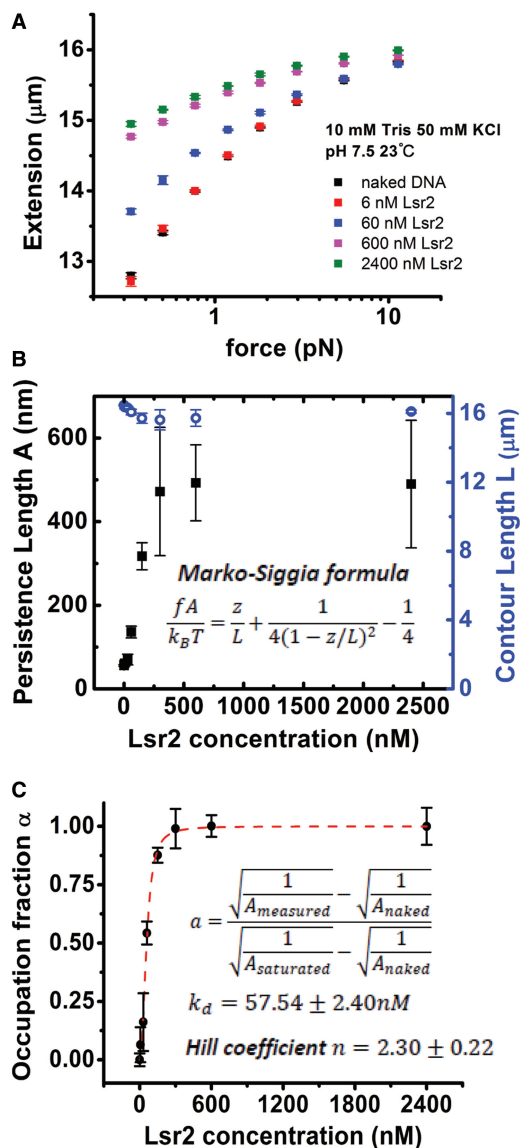 A
Extension (μm)
16
15
14
13
10 mM Tris 50 mM KCl
pH 7.5 23°C
naked DNA
6 nM Lsr2
60 nM Lsr2
600 nM Lsr2
2400 nM Lsr2
1 10
force (pN)
B
Persistence Length A (nm)
600
400
200
0
Contour Length L (μm)
16
12
8
4
0
Marko-Siggia formula
fA/k_BT = z/L + 1/4(1 − z/L)² − 1/4
0 500 1000 1500 2000 2500
Lsr2 concentration (nM)
C
Occupation fraction α
1.00
0.75
0.50
0.25
0.00
a = (√(1/A_measured) − √(1/A_naked)) / (√(1/A_saturated) − √(1/A_naked))
k_d = 57.54 ± 2.40nM
Hill coefficient n = 2.30 ± 0.22
0 600 1200 1800 2400
Lsr2 concentration (nM)